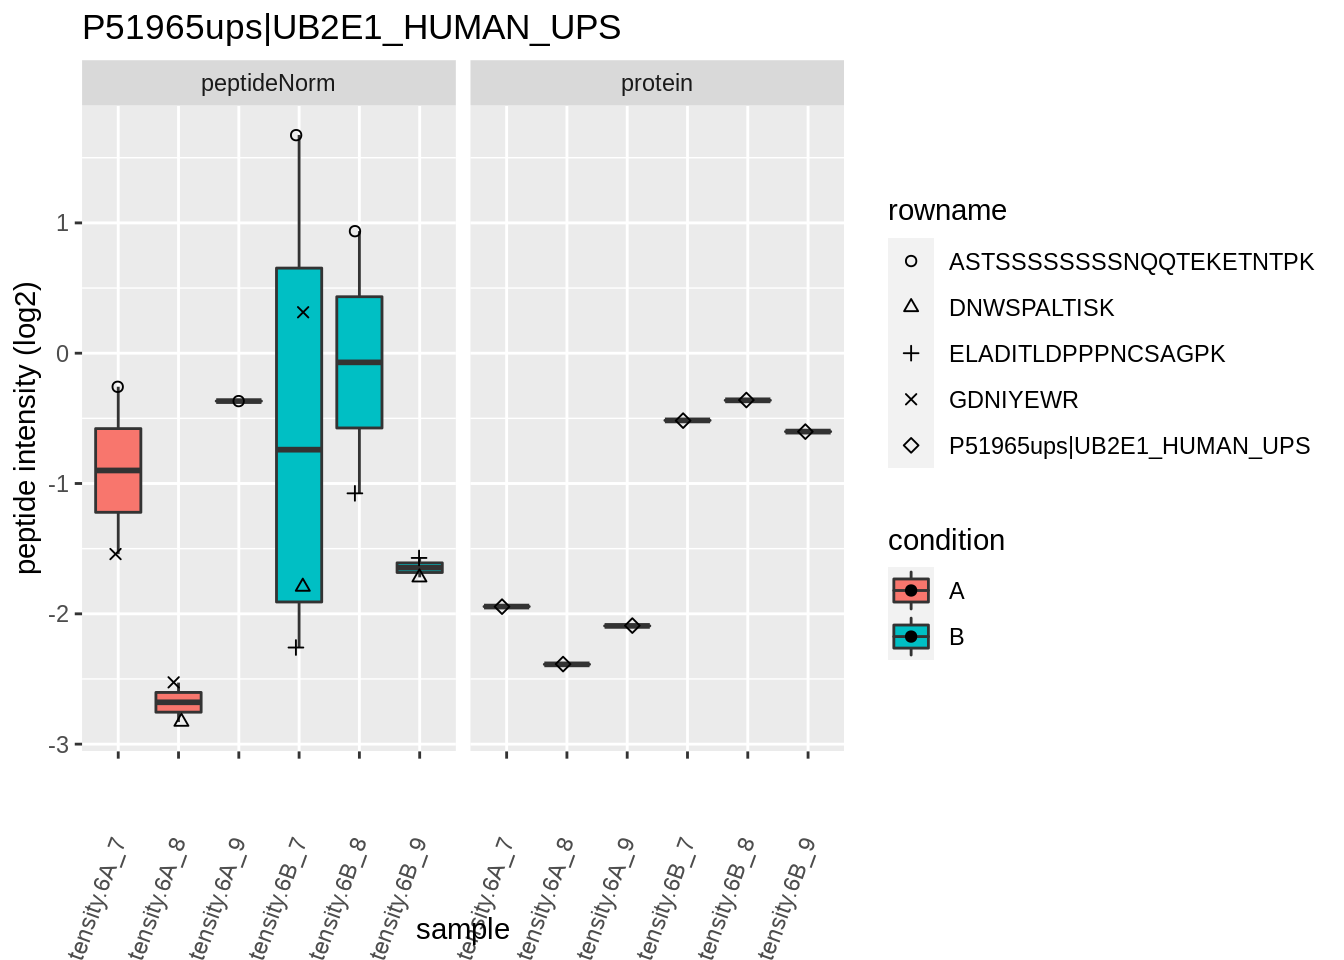 P51965ups|UB2E1_HUMAN_UPS
peptideNorm
protein
peptide intensity (log2)
1
0
-1
-2
-3
tensity.6A_7
tensity.6A_8
tensity.6A_9
tensity.6B_7
tensity.6B_8
tensity.6B_9
tensity.6A_7
tensity.6A_8
tensity.6A_9
tensity.6B_7
tensity.6B_8
tensity.6B_9
sample
rowname
ASTSSSSSSSSNQQTEKETNTPK
DNWSPALTISK
ELADITLDPPPNCSAGPK
GDNIYEWR
P51965ups|UB2E1_HUMAN_UPS
condition
A
B